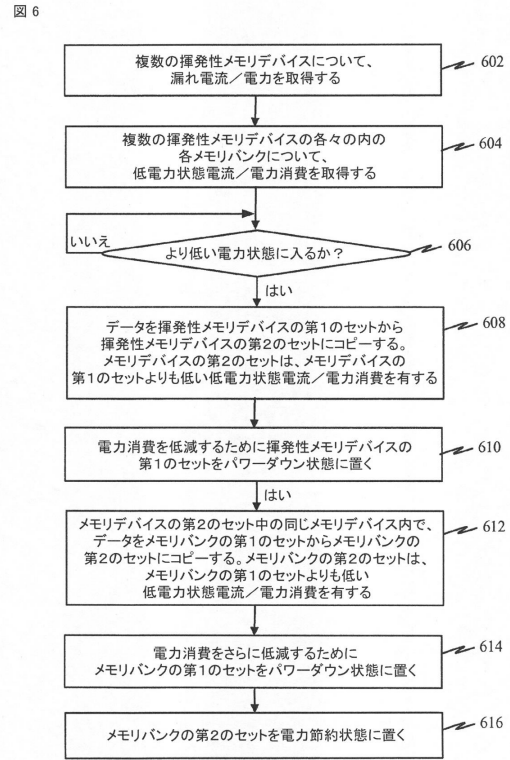 図 6
複数の揮発性メモリデバイスについて、
漏れ電流／電力を取得する
602
複数の揮発性メモリデバイスの各々の内の
各メモリバンクについて、
低電力状態電流／電力消費を取得する
604
いいえ
より低い電力状態に入るか？
606
はい
データを揮発性メモリデバイスの第1のセットから
揮発性メモリデバイスの第2のセットにコピーする。
メモリデバイスの第2のセットは、メモリデバイスの
第1のセットよりも低い低電力状態電流／電力消費を有する
608
電力消費を低減するために揮発性メモリデバイスの
第1のセットをパワーダウン状態に置く
610
はい
メモリデバイスの第2のセット中の同じメモリデバイス内で、
データをメモリバンクの第1のセットからメモリバンクの
第2のセットにコピーする。メモリバンクの第2のセットは、
メモリバンクの第1のセットよりも低い
低電力状態電流／電力消費を有する
612
電力消費をさらに低減するために
メモリバンクの第1のセットをパワーダウン状態に置く
614
メモリバンクの第2のセットを電力節約状態に置く
616